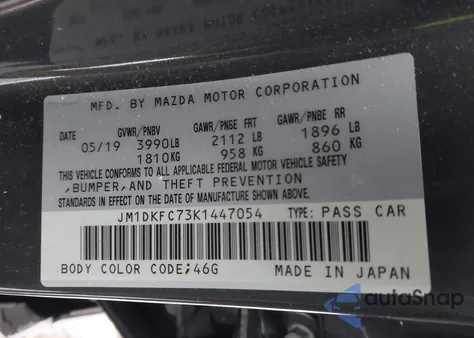 MFD. BY MAZDA MOTOR CORPORATION
DATE GVWR/PNBV GAWR/PNBE FRT GAWR/PNBE RR
05/19 3990LB 2112 LB 1896 LB
1810KG 958 KG 860 KG
THIS VEHICLE CONFORMS TO ALL APPLICABLE FEDERAL MOTOR VEHICLE SAFETY
,BUMPER,AND THEFT PREVENTION
STANDARDS IN EFFECT ON THE DATE OF MANUFACTURE SHOWN ABOVE.
JM1DKFC73K1447054 TYPE: PASS CAR
BODY COLOR CODE;46G MADE IN JAPAN
autaSnap